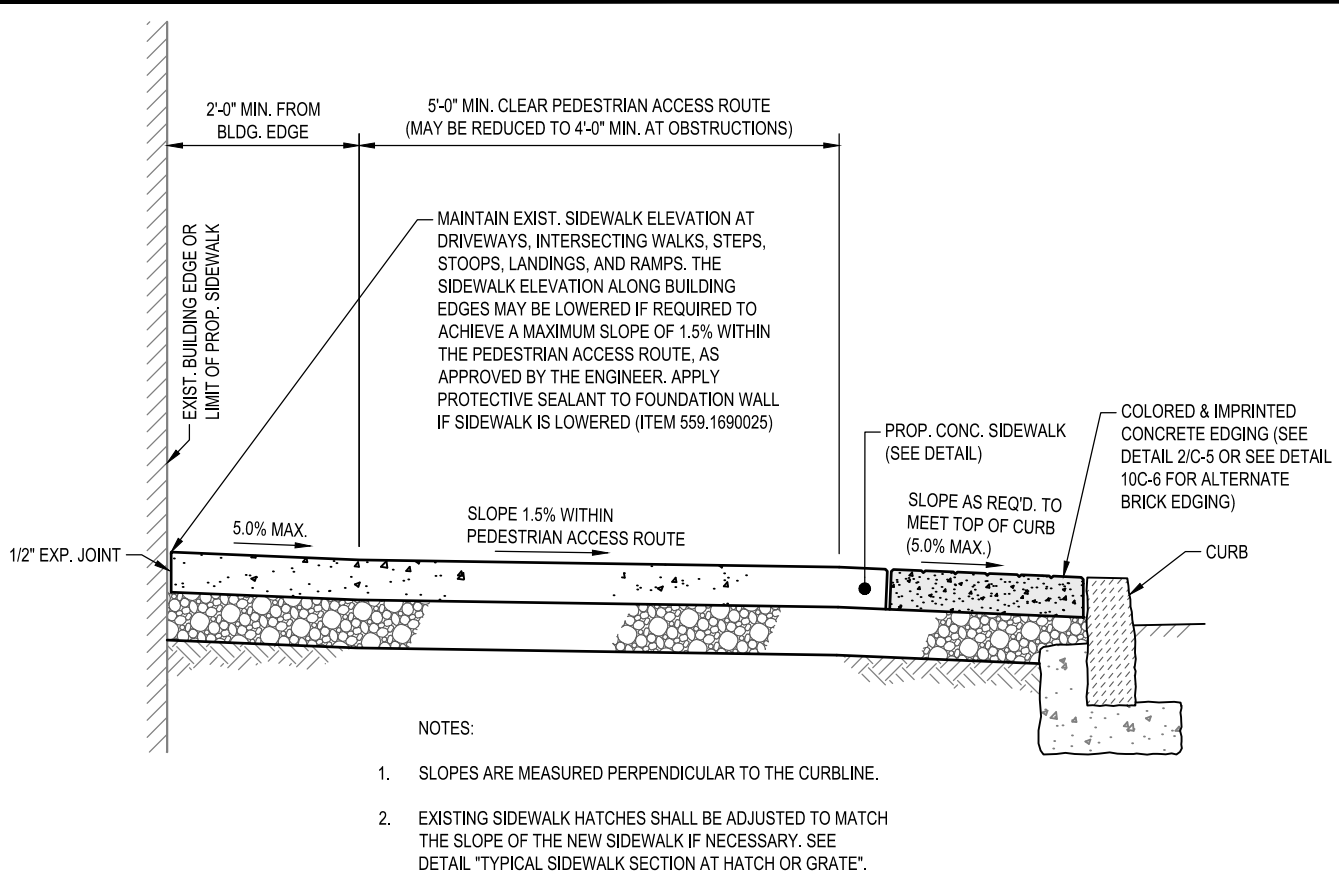 2'-0" MIN. FROM
BLDG. EDGE
5'-0" MIN. CLEAR PEDESTRIAN ACCESS ROUTE
(MAY BE REDUCED TO 4'-0" MIN. AT OBSTRUCTIONS)
EXIST. BUILDING EDGE OR
LIMIT OF PROP. SIDEWALK
MAINTAIN EXIST. SIDEWALK ELEVATION AT
DRIVEWAYS, INTERSECTING WALKS, STEPS,
STOOPS, LANDINGS, AND RAMPS. THE
SIDEWALK ELEVATION ALONG BUILDING
EDGES MAY BE LOWERED IF REQUIRED TO
ACHIEVE A MAXIMUM SLOPE OF 1.5% WITHIN
THE PEDESTRIAN ACCESS ROUTE, AS
APPROVED BY THE ENGINEER. APPLY
PROTECTIVE SEALANT TO FOUNDATION WALL
IF SIDEWALK IS LOWERED (ITEM 559.1690025)
PROP. CONC. SIDEWALK
(SEE DETAIL)
COLORED & IMPRINTED
CONCRETE EDGING (SEE
DETAIL 2/C-5 OR SEE DETAIL
10C-6 FOR ALTERNATE
BRICK EDGING)
SLOPE AS REQ'D. TO
MEET TOP OF CURB
(5.0% MAX.)
5.0% MAX.
SLOPE 1.5% WITHIN
PEDESTRIAN ACCESS ROUTE
1/2" EXP. JOINT
CURB
NOTES:
1. SLOPES ARE MEASURED PERPENDICULAR TO THE CURBLINE.
2. EXISTING SIDEWALK HATCHES SHALL BE ADJUSTED TO MATCH
THE SLOPE OF THE NEW SIDEWALK IF NECESSARY. SEE
DETAIL "TYPICAL SIDEWALK SECTION AT HATCH OR GRATE".